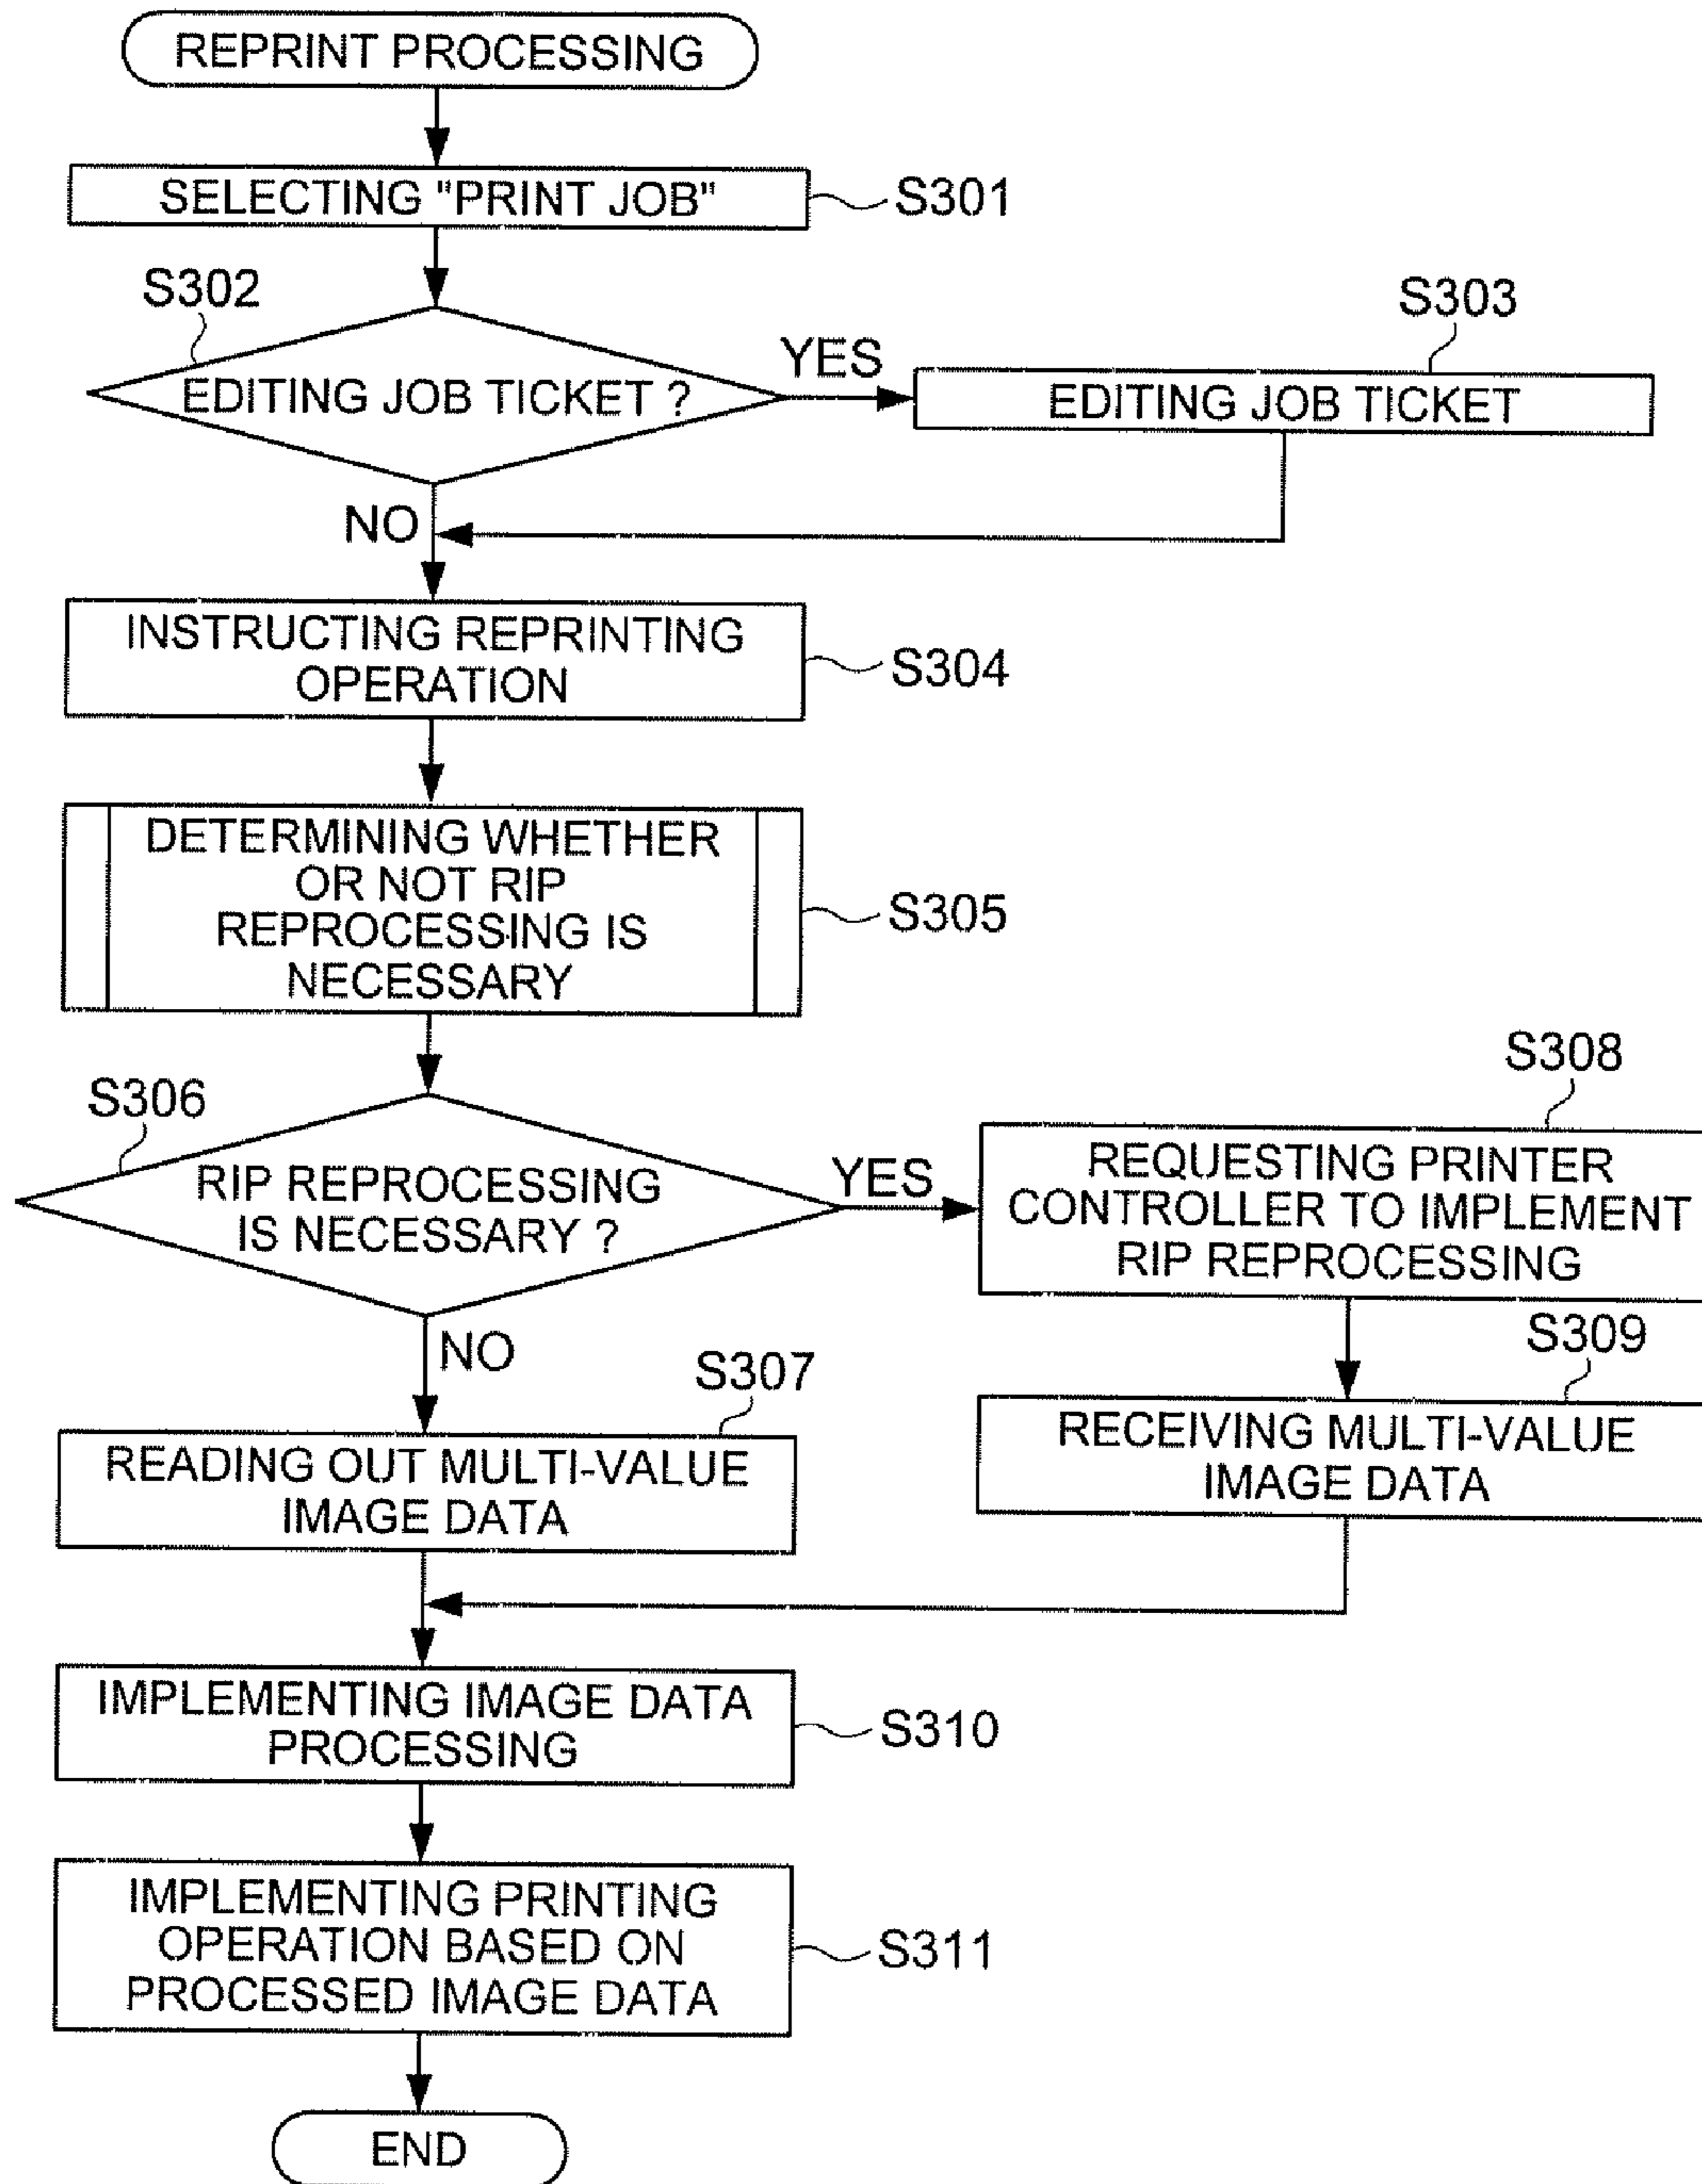 REPRINT PROCESSING
SELECTING "PRINT JOB"
S301
S302
EDITING JOB TICKET ?
YES
S303
EDITING JOB TICKET
NO
INSTRUCTING REPRINTING
OPERATION
S304
DETERMINING WHETHER
OR NOT RIP
REPROCESSING IS
NECESSARY
S305
S306
RIP REPROCESSING
IS NECESSARY ?
YES
S308
REQUESTING PRINTER
CONTROLLER TO IMPLEMENT
RIP REPROCESSING
NO
S307
READING OUT MULTI-VALUE
IMAGE DATA
S309
RECEIVING MULTI-VALUE
IMAGE DATA
IMPLEMENTING IMAGE DATA
PROCESSING
S310
IMPLEMENTING PRINTING
OPERATION BASED ON
PROCESSED IMAGE DATA
S311
END